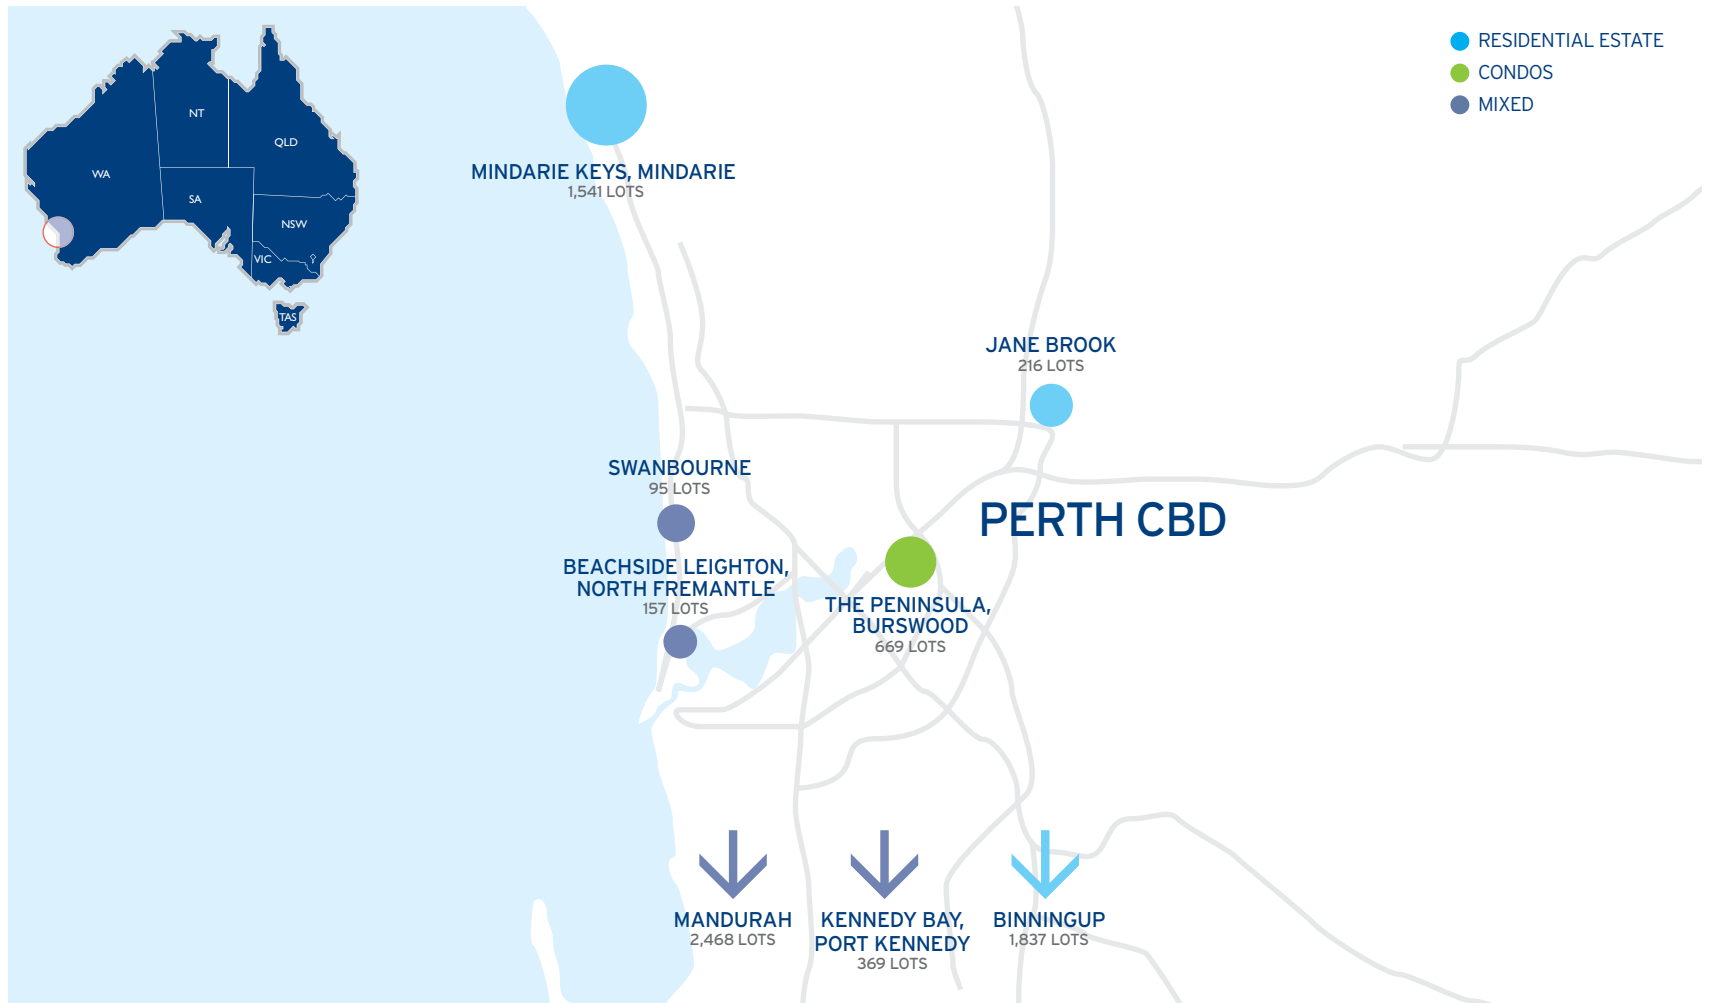 RESIDENTIAL ESTATE
CONDOS
MIXED
NT
QLD
WA
SA
NSW
VIC
TAS
MINDARIE KEYS, MINDARIE
1,541 LOTS
JANE BROOK
216 LOTS
SWANBOURNE
95 LOTS
PERTH CBD
BEACHSIDE LEIGHTON,
NORTH FREMANTLE
157 LOTS
THE PENINSULA,
BURSWOOD
669 LOTS
MANDURAH
2,468 LOTS
KENNEDY BAY,
PORT KENNEDY
369 LOTS
BINNINGUP
1,837 LOTS